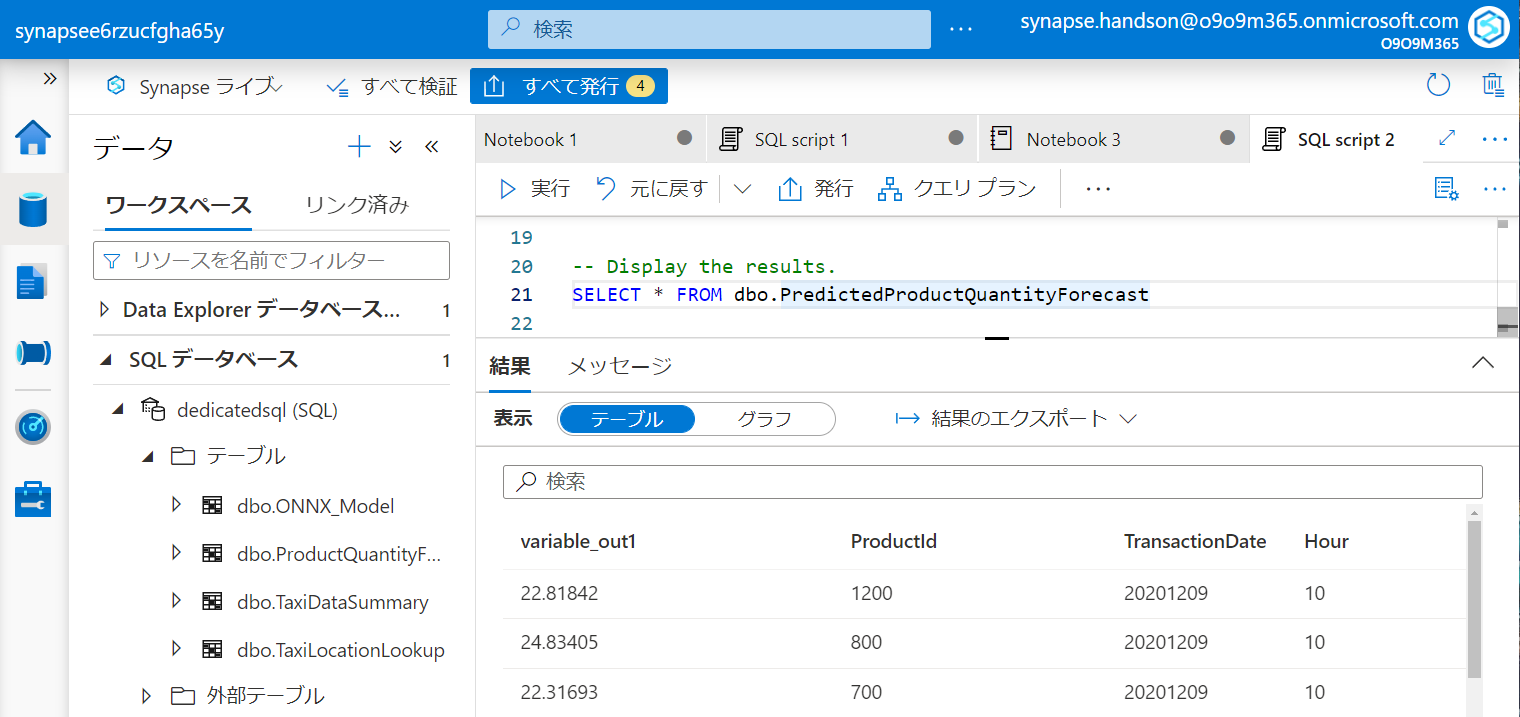 synapsee6rzucfgha65y
検索
synapse.handson@o9o9m365.onmicrosoft.com
O9O9M365
Synapse ライブ
すべて検証
すべて発行 4
データ
ワークスペース リンク済み
リソースを名前でフィルター
Data Explorer データベース... 1
SQL データベース 1
dedicatedsql (SQL)
テーブル
dbo.ONNX_Model
dbo.ProductQuantityF...
dbo.TaxiDataSummary
dbo.TaxiLocationLookup
外部テーブル
Notebook 1 SQL script 1 Notebook 3 SQL script 2
実行 元に戻す 発行 クエリ プラン
19
20 -- Display the results.
21 SELECT * FROM dbo.PredictedProductQuantityForecast
22
結果 メッセージ
表示 テーブル グラフ 結果のエクスポート
検索
variable_out1 ProductId TransactionDate Hour
22.81842 1200 20201209 10
24.83405 800 20201209 10
22.31693 700 20201209 10